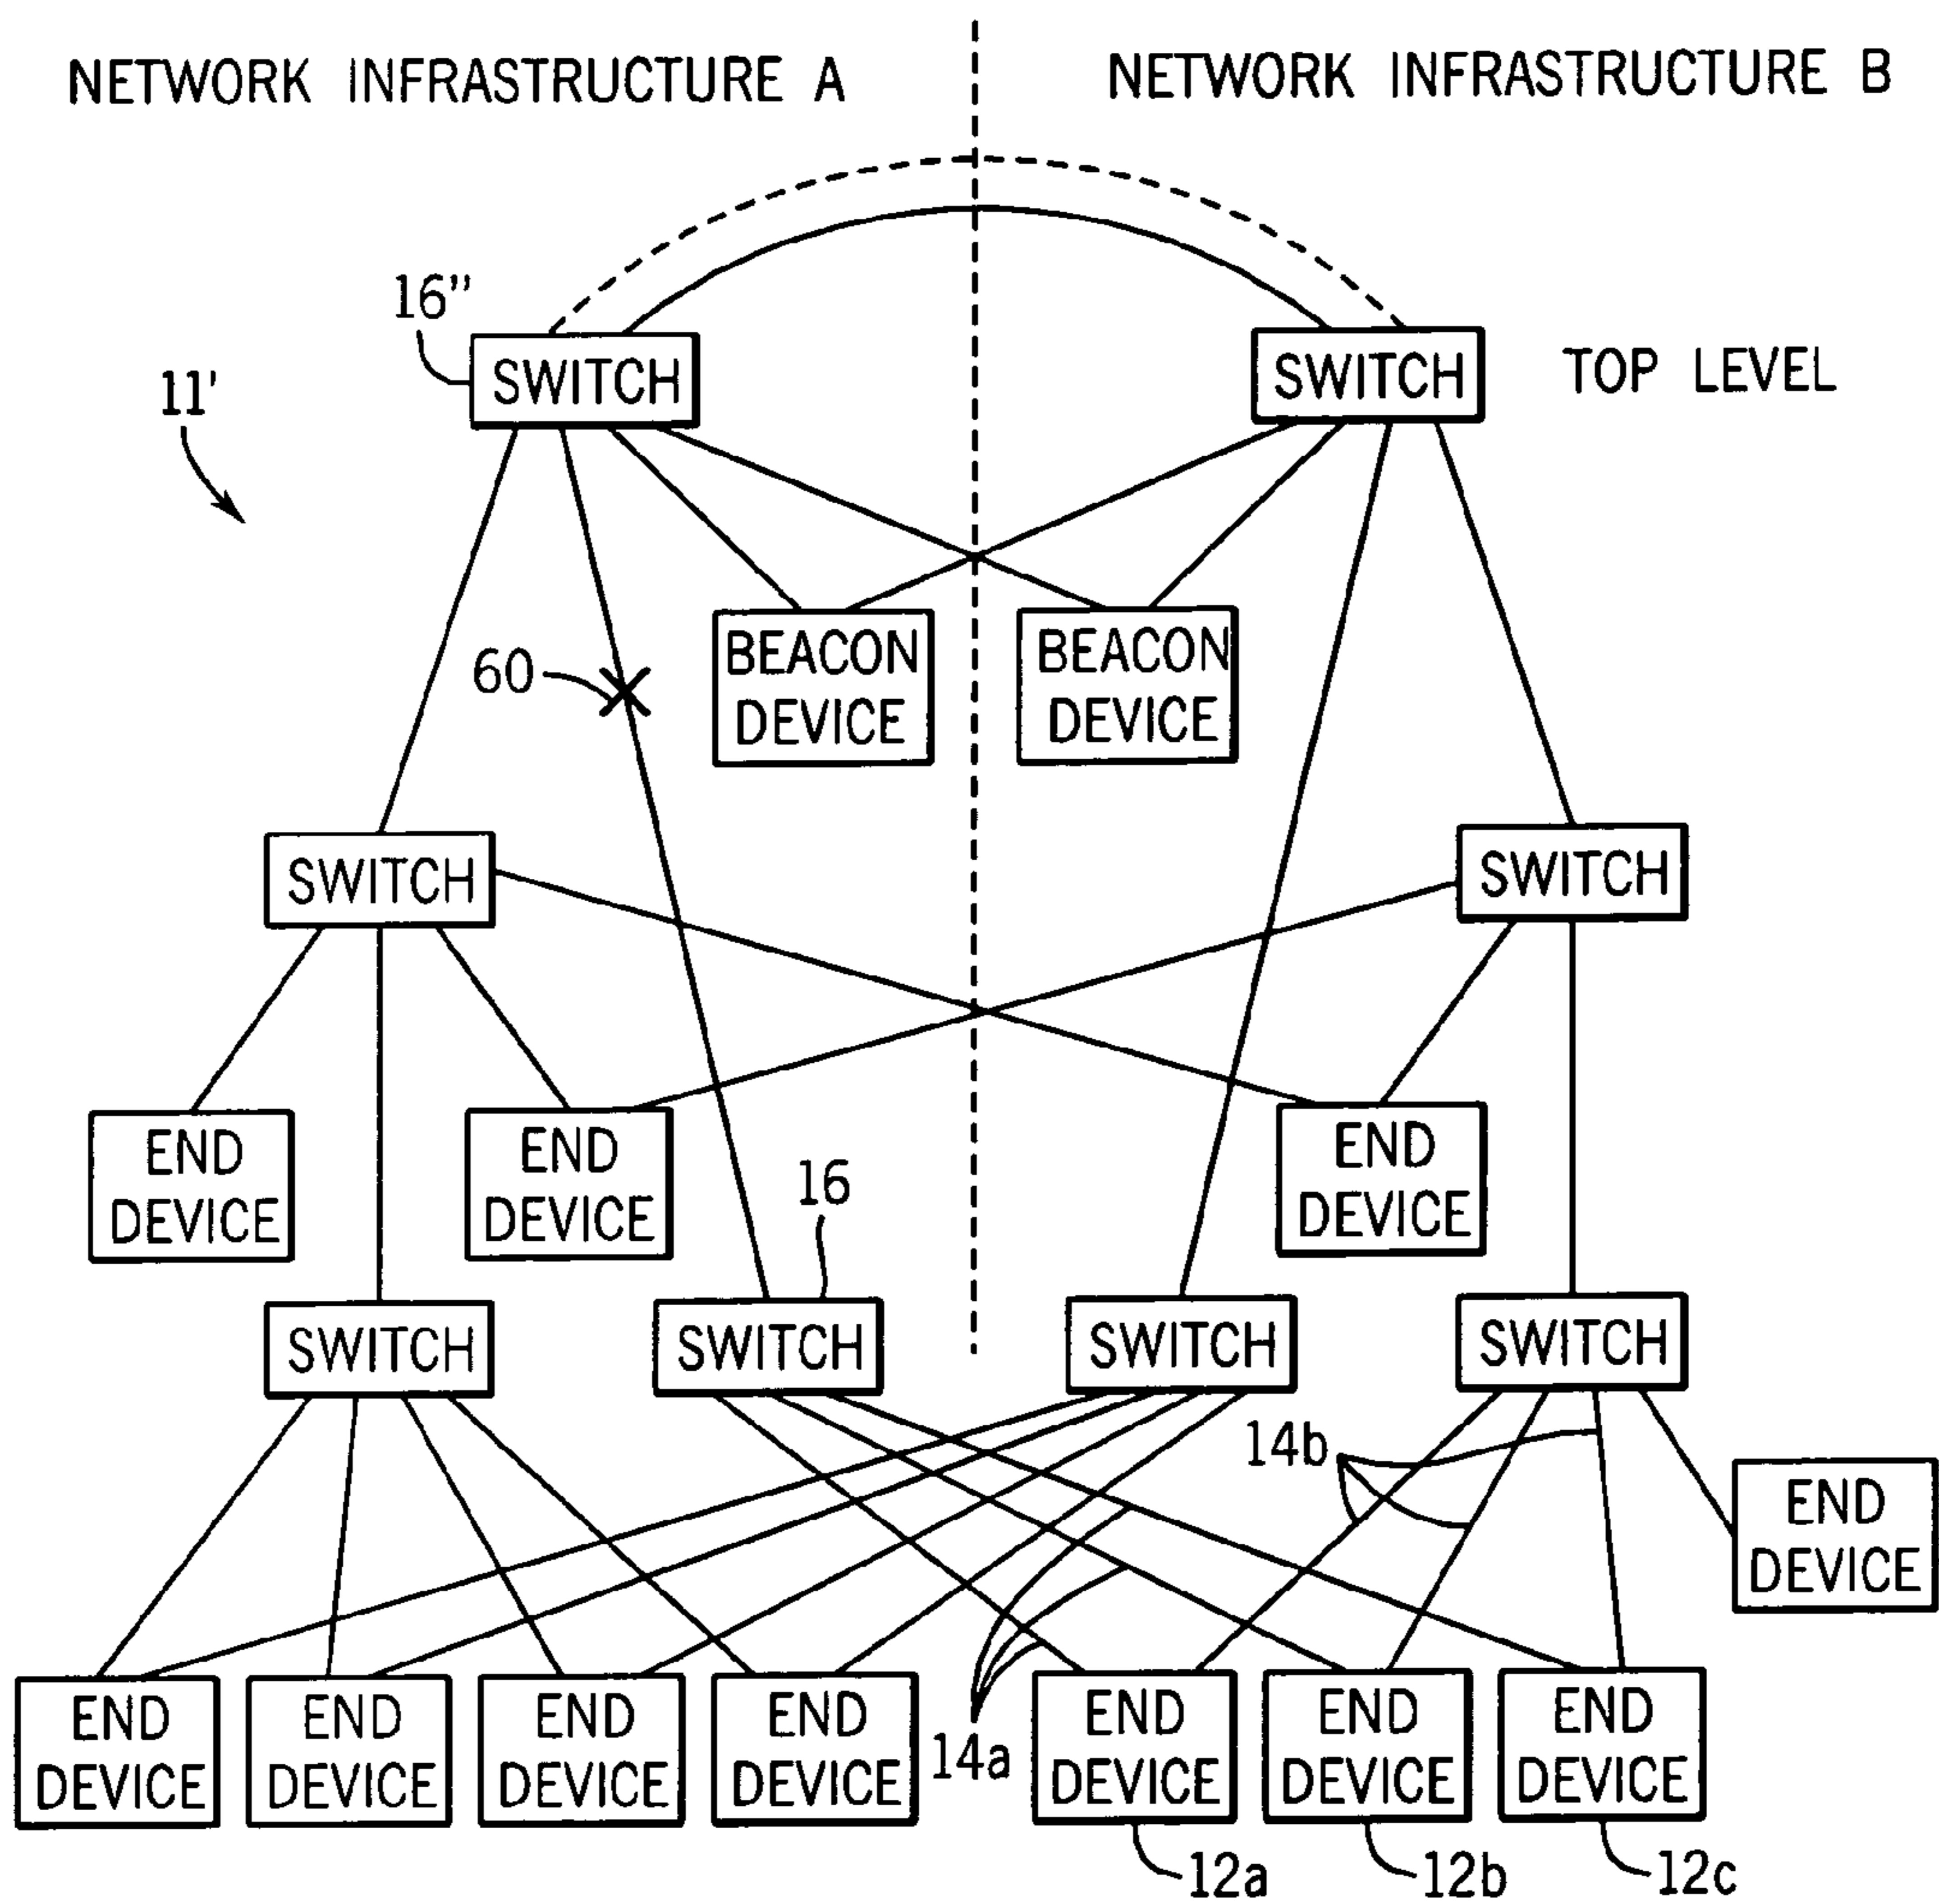 NETWORK INFRASTRUCTURE A
NETWORK INFRASTRUCTURE B
16"
SWITCH
SWITCH
TOP LEVEL
11'
60
BEACON
DEVICE
BEACON
DEVICE
SWITCH
SWITCH
END
DEVICE
END
DEVICE
END
DEVICE
16
SWITCH
SWITCH
SWITCH
SWITCH
14b
END
DEVICE
END
DEVICE
END
DEVICE
END
DEVICE
END
DEVICE
14a
END
DEVICE
END
DEVICE
END
DEVICE
12a
12b
12c